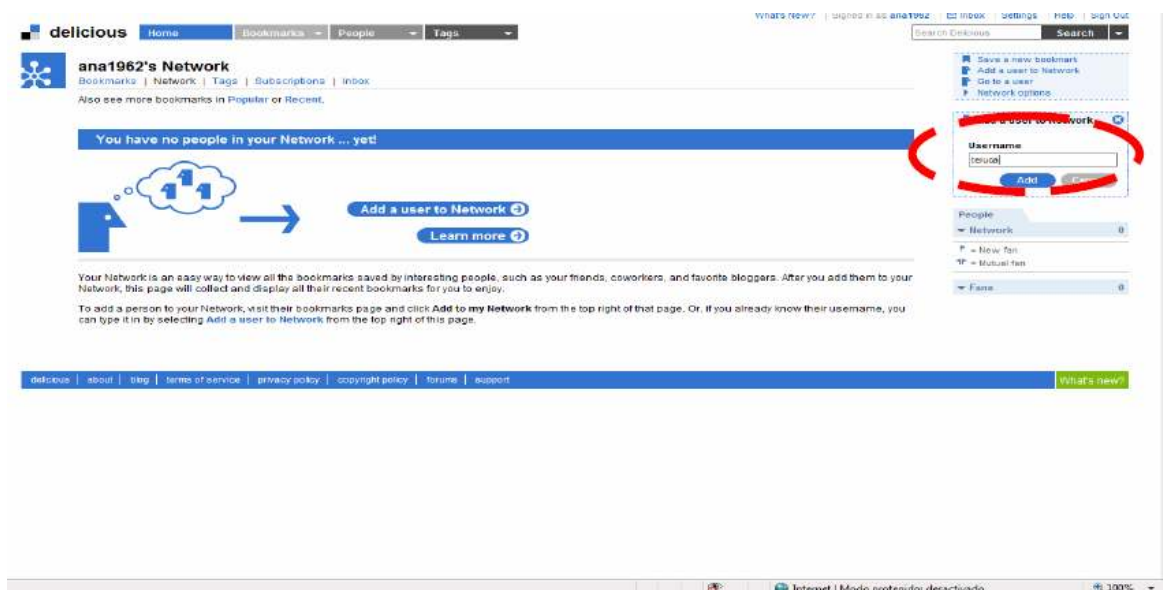 What's New? | Signed in as ana1962 | Inbox | Settings | Help | Sign Out
delicious Home Bookmarks People Tags Search Delicious Search
ana1962's Network
Bookmarks | Network | Tags | Subscriptions | Inbox
Also see more bookmarks in Popular or Recent.
Save a new bookmark
Add a user to Network
Go to a user
Network options
You have no people in your Network ... yet!
Add a user to Network
Learn more
user to Network
Username
Add
People
Network 0
= New fan
= Mutual fan
Fans 0
Your Network is an easy way to view all the bookmarks saved by interesting people, such as your friends, coworkers, and favorite bloggers. After you add them to your
Network, this page will collect and display all their recent bookmarks for you to enjoy.
To add a person to your Network, visit their bookmarks page and click Add to my Network from the top right of that page. Or, if you already know their username, you
can type it in by selecting Add a user to Network from the top right of this page.
delicious | about | blog | terms of service | privacy policy | copyright policy | forums | support What's new?
Internet | Modo protegido: desactivado 100%